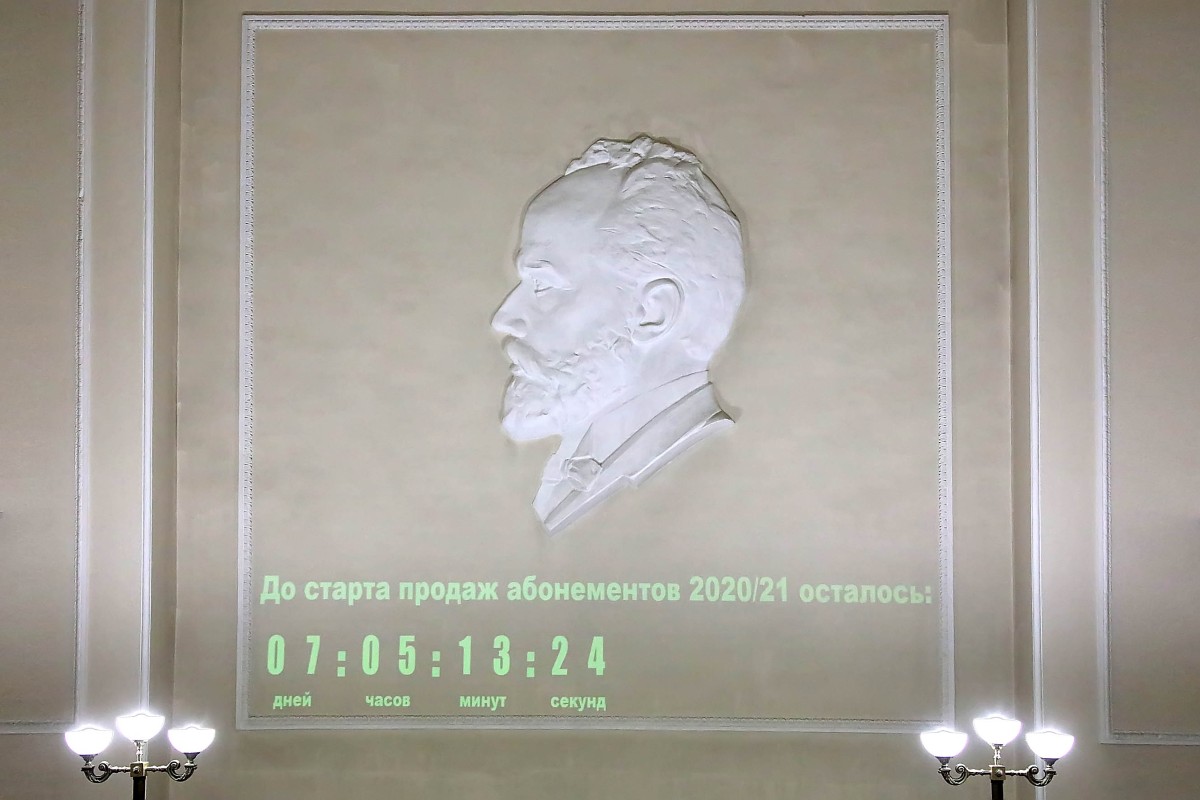 До старта продаж абонементов 2020/21 осталось:
07:05:13:24
дней часов минут секунд